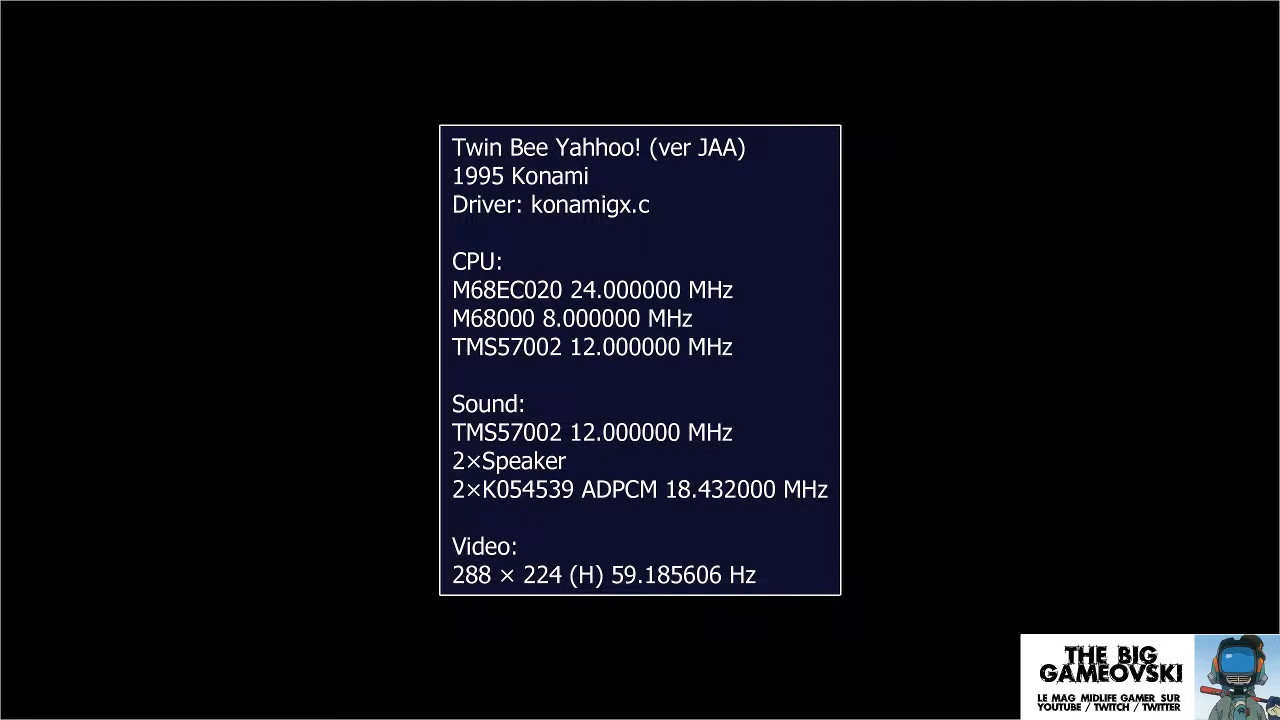 Twin Bee Yahhoo! (ver JAA)
1995 Konami
Driver: konamigx.c
CPU:
M68EC020 24.000000 MHz
M68000 8.000000 MHz
TMS57002 12.000000 MHz
Sound:
TMS57002 12.000000 MHz
2×Speaker
2×K054539 ADPCM 18.432000 MHz
Video:
288 × 224 (H) 59.185606 Hz
THE BIG
GAMEOVSKI
LE MAG MIDLIFE GAMER SUR
YOUTUBE / TWITCH / TWITTER